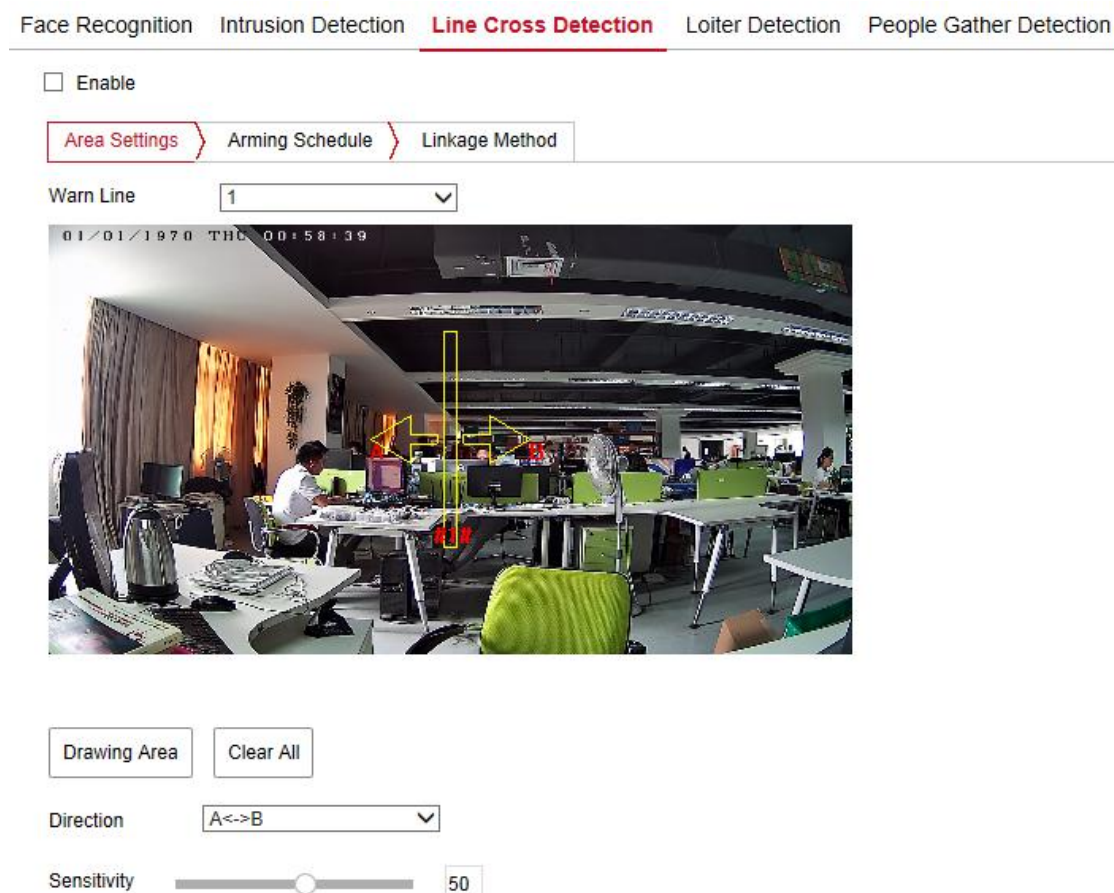 Face Recognition Intrusion Detection Line Cross Detection Loiter Detection People Gather Detection
Enable
Area Settings Arming Schedule Linkage Method
Warn Line 1
01/01/1970 THU 00:58:39
A B
#1#
Drawing Area Clear All
Direction A<->B
Sensitivity 50